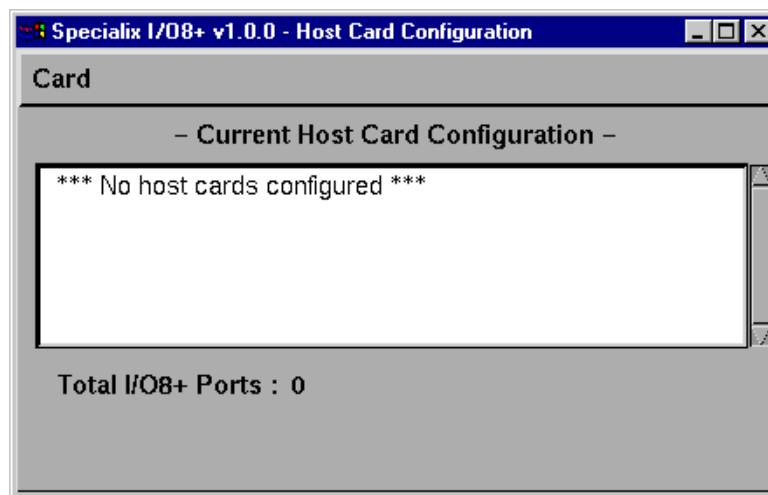 Specialix I/O8+ v1.0.0 - Host Card Configuration
Card
– Current Host Card Configuration –
*** No host cards configured ***
Total I/O8+ Ports : 0